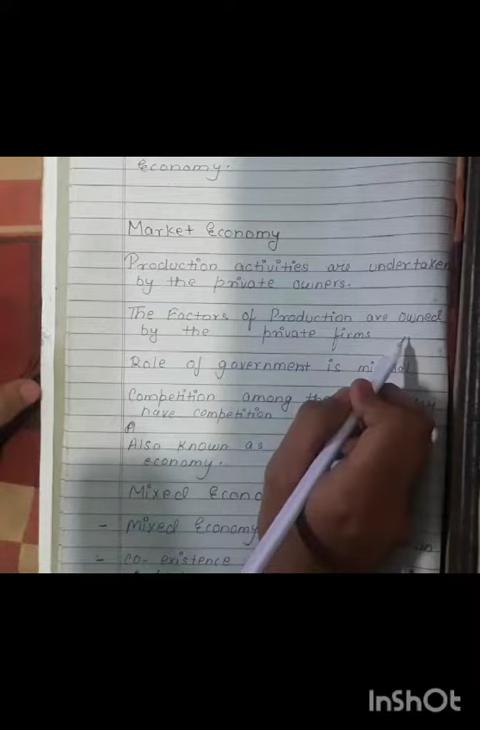 Economy.
Market Economy
Production activities are undertaken
by the private owners.
The Factors of Production are owned
by the private firms
Role of government is
Competition among
have competition
Also known as
economy.
Mixed Econo
- Mixed Economy
- co-existence
InShOt